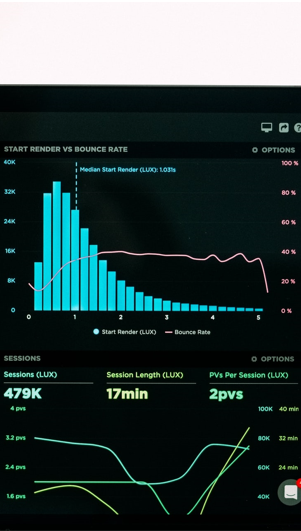 START RENDER VS BOUNCE RATE
OPTIONS
40K
100 %
Median Start Render (LUX): 1.031s
32K
80 %
24K
60 %
16K
40 %
8K
20 %
0
0 %
0 1 2 3 4 5
Start Render (LUX) Bounce Rate
SESSIONS
OPTIONS
Sessions (LUX) Session Length (LUX) PVs Per Session (LUX)
479K 17min 2pvs
4 pvs 100K 40 min
3.2 pvs 80K 32 min
2.4 pvs 60K 24 min
1.6 pvs 40K